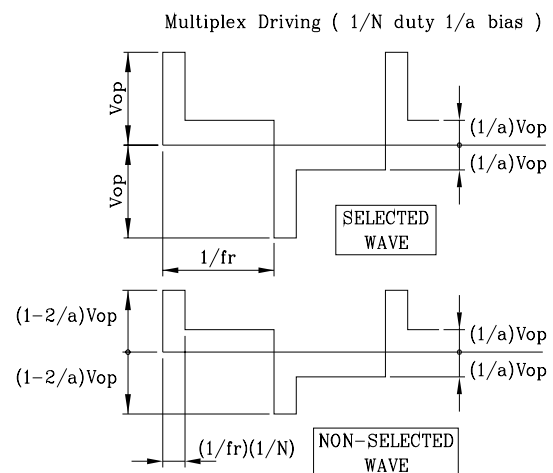 Multiplex Driving ( 1/N duty 1/a bias )
Vop
(1/a)Vop
Vop
(1/a)Vop
SELECTED
WAVE
1/fr
(1-2/a)Vop
(1/a)Vop
(1-2/a)Vop
(1/a)Vop
(1/fr)(1/N)
NON-SELECTED
WAVE